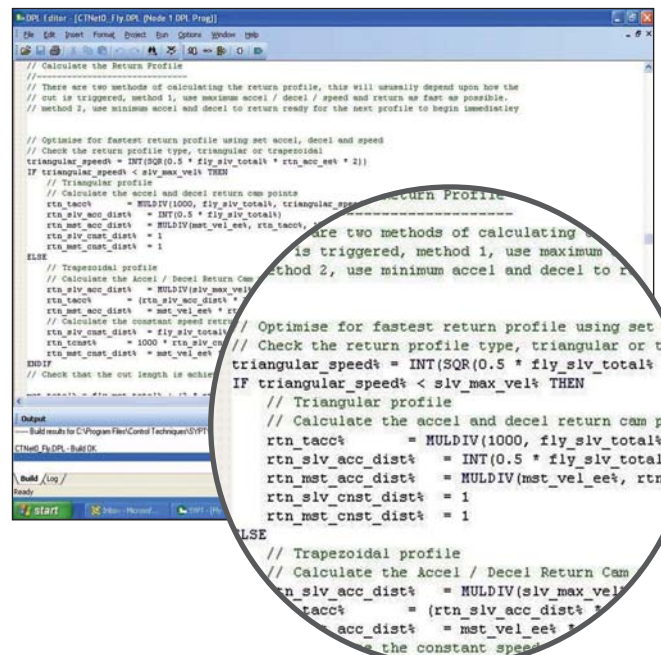 DPL Editor - [CTNet0_Fly.DPL (Node 1 DPL Prog)]
File Edit Insert Format Project Run Options Window Help
// Calculate the Return Profile
//------------------------------
// There are two methods of calculating the return profile, this will ususally depend upon how the
// cut is triggered, method 1, use maximum accel / decel / speed and return as fast as possible.
// method 2, use minimum accel and decel to return ready for the next profile to begin immediatley
// Optimise for fastest return profile using set accel, decel and speed
// Check the return profile type, triangular or trapezoidal
triangular_speed% = INT(SQR(0.5 * fly_slv_total% * rtn_acc_ee% * 2))
IF triangular_speed% < slv_max_vel% THEN
// Triangular profile
// Calculate the accel and decel return cam points
rtn_tacc% = MULDIV(1000, fly_slv_total%, triangular_speed
rtn_slv_acc_dist% = INT(0.5 * fly_slv_total%)
rtn_mst_acc_dist% = MULDIV(mst_vel_ee%, rtn_tacc%,
rtn_slv_cnst_dist% = 1
rtn_mst_cnst_dist% = 1
ELSE
// Trapezoidal profile
// Calculate the Accel / Decel Return Cam
rtn_slv_acc_dist% = MULDIV(slv_max_vel%
rtn_tacc% = (rtn_slv_acc_dist% *
rtn_mst_acc_dist% = mst_vel_ee% * rt
// Calculate the constant speed retu
rtn_slv_cnst_dist% = fly_slv_total%
rtn_tcnst% = 1000 * rtn_slv_cn
rtn_mst_cnst_dist% = mst_vel_ee% *
ENDIF
// Check that the cut length is achie
Output
Build results for C:\Program Files\Control Techniques\SYPT
CTNet0_Fly.DPL - Build OK
Build / Log /
Ready
start
Inbox - Microsof...
SYPT - [My
Return Profile
are two methods of calculating
is triggered, method 1, use maximum
method 2, use minimum accel and decel to r
/ Optimise for fastest return profile using set
// Check the return profile type, triangular or t
triangular_speed% = INT(SQR(0.5 * fly_slv_total%
IF triangular_speed% < slv_max_vel% THEN
// Triangular profile
// Calculate the accel and decel return cam p
rtn_tacc% = MULDIV(1000, fly_slv_total%
rtn_slv_acc_dist% = INT(0.5 * fly_slv_total
rtn_mst_acc_dist% = MULDIV(mst_vel_ee%, rtn
rtn_slv_cnst_dist% = 1
rtn_mst_cnst_dist% = 1
ELSE
// Trapezoidal profile
// Calculate the Accel / Decel Return Cam
tn_slv_acc_dist% = MULDIV(slv_max_vel
tacc% = (rtn_slv_acc_dist% *
acc_dist% = mst_vel_ee% *
the constant speed